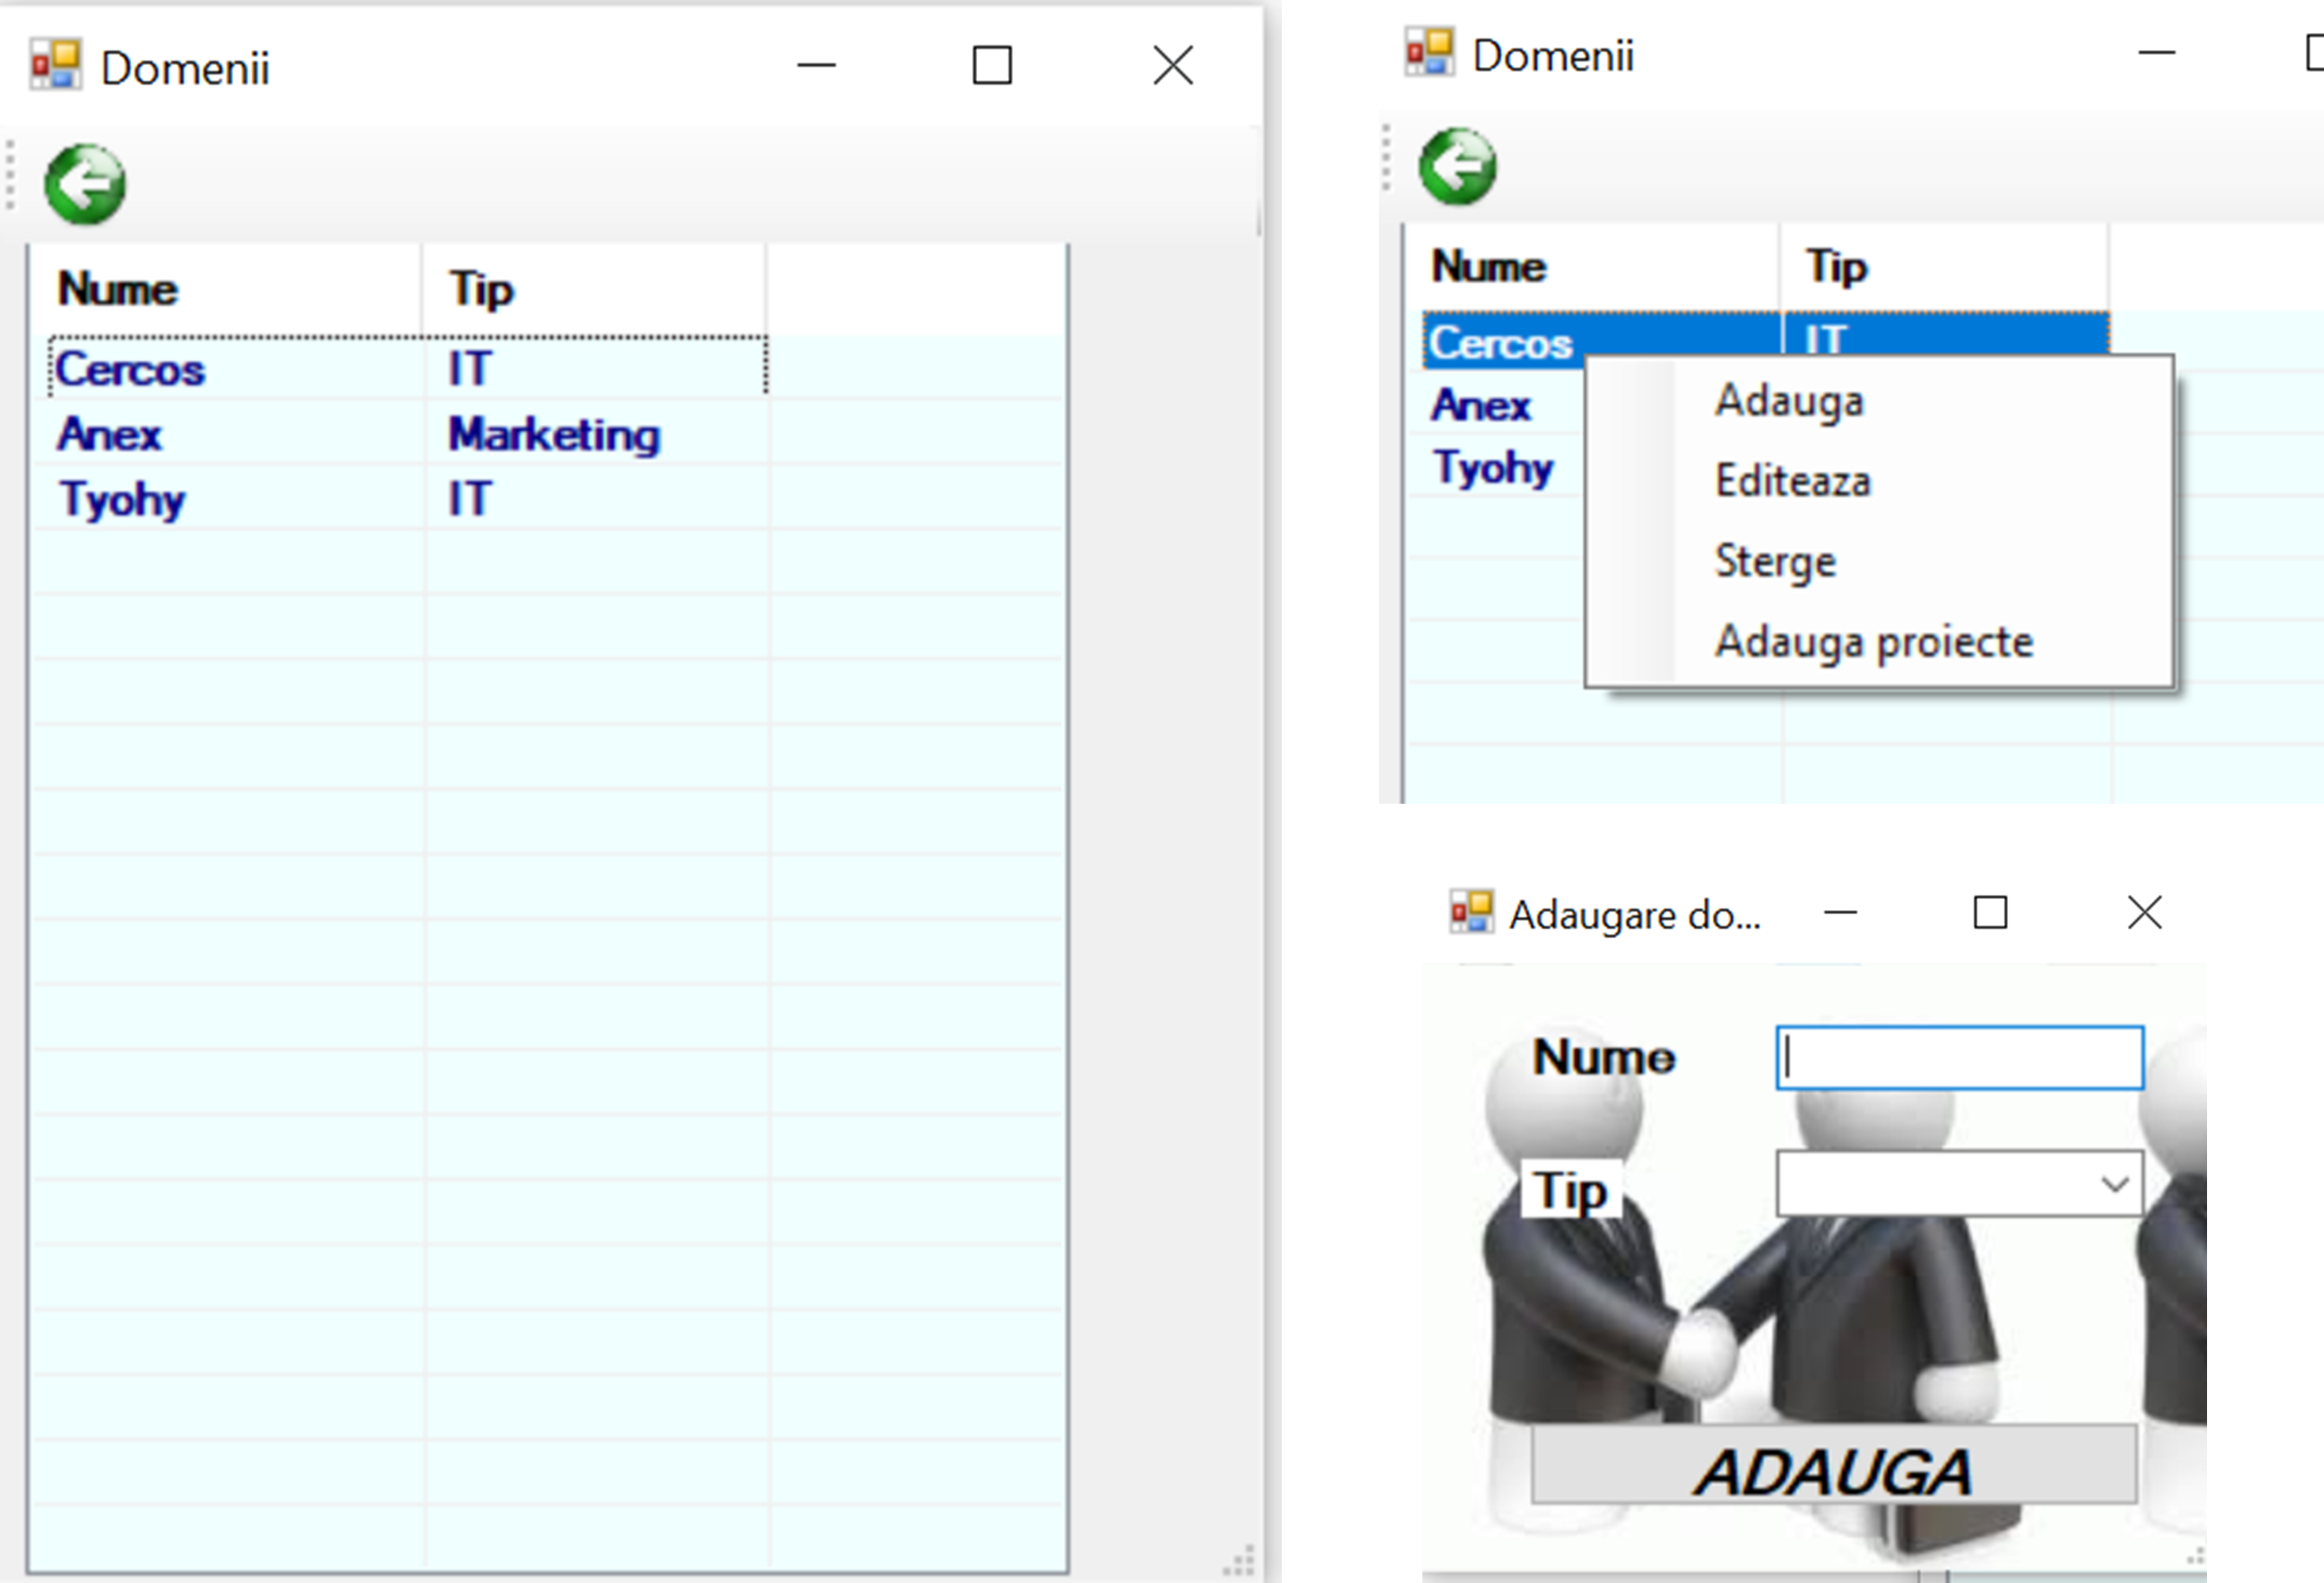 Domenii
Nume Tip
Cercos IT
Anex Marketing
Tyohy IT
Domenii
Nume Tip
Cercos IT
Anex
Tyohy
Adauga
Editeaza
Sterge
Adauga proiecte
Adaugare do...
Nume
Tip
ADAUGA